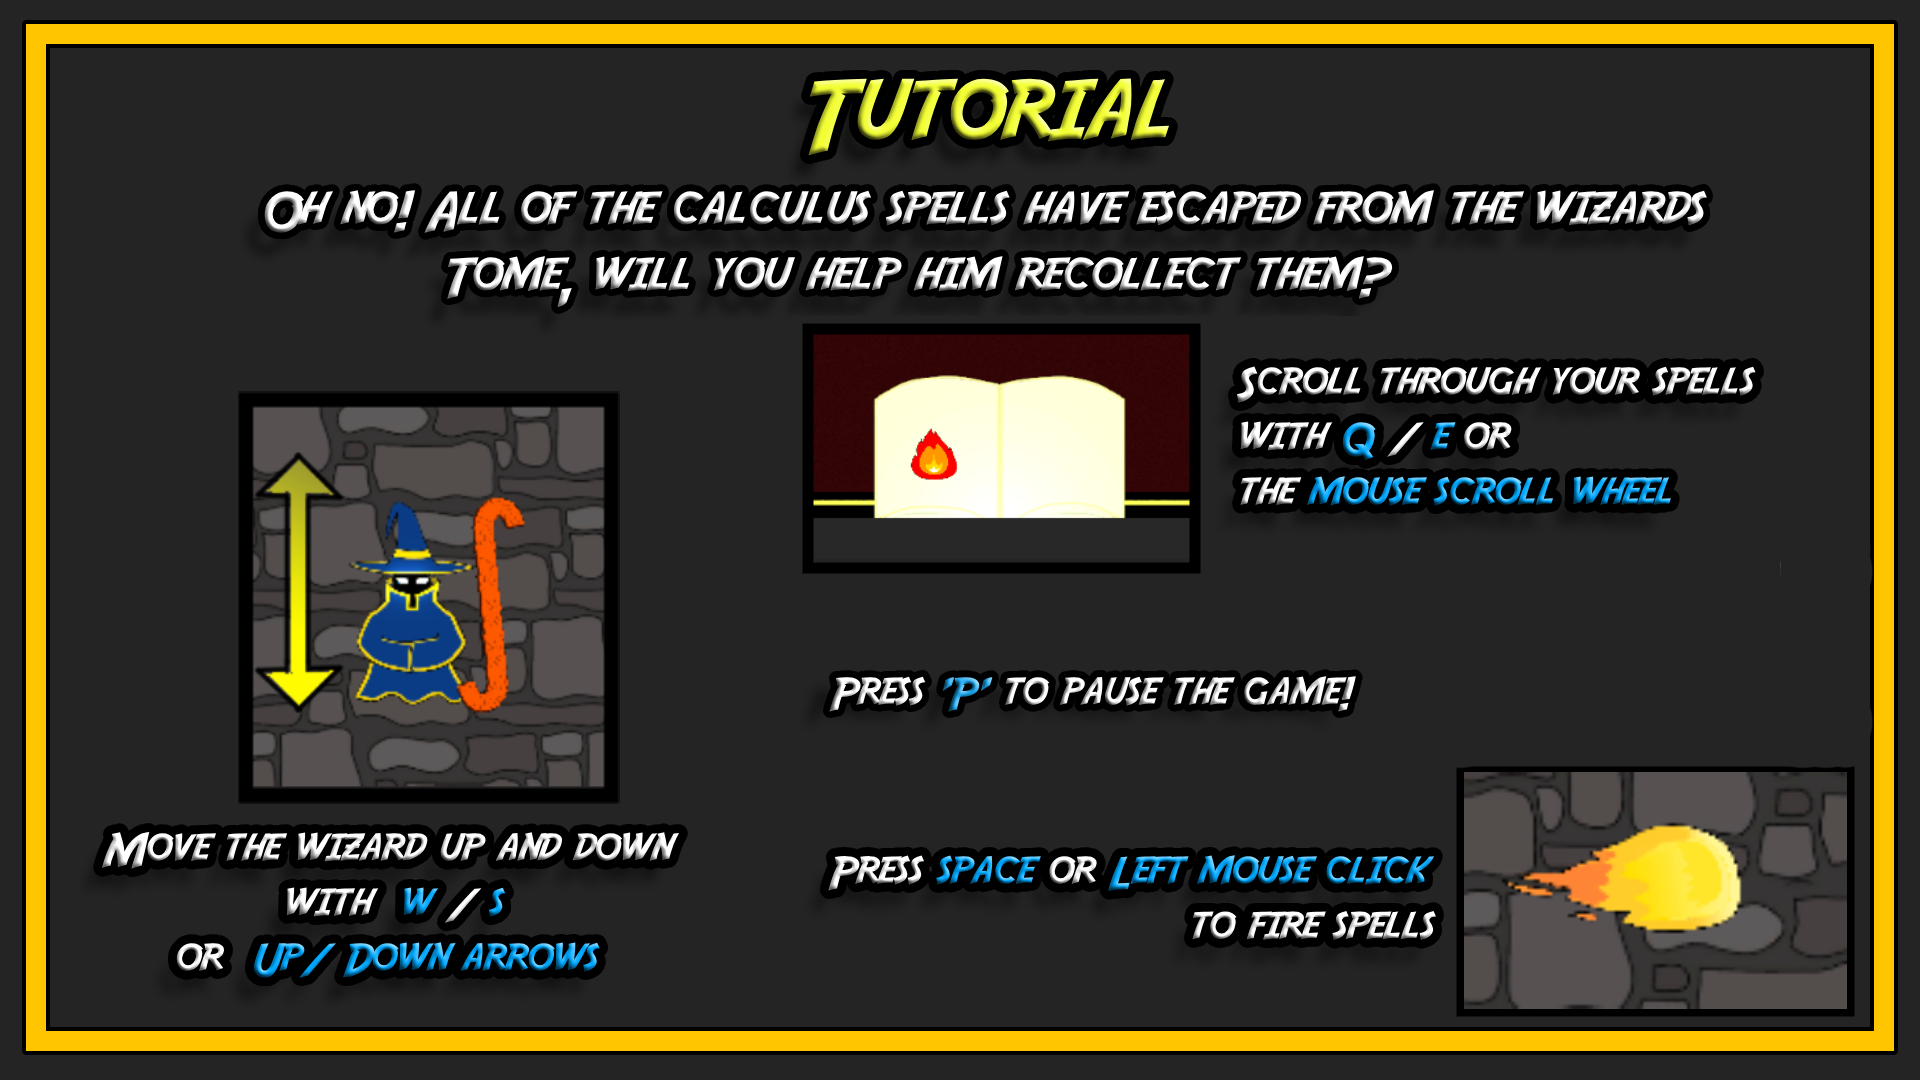 Tutorial
Oh no! All of the calculus spells have escaped from the wizards
Tome, will you help him recollect them?
Scroll through your spells
with Q / E or
the Mouse scroll wheel
Press 'P' to pause the game!
Move the wizard up and down
with W / S
or Up/ Down arrows
Press space or Left mouse click
to fire spells